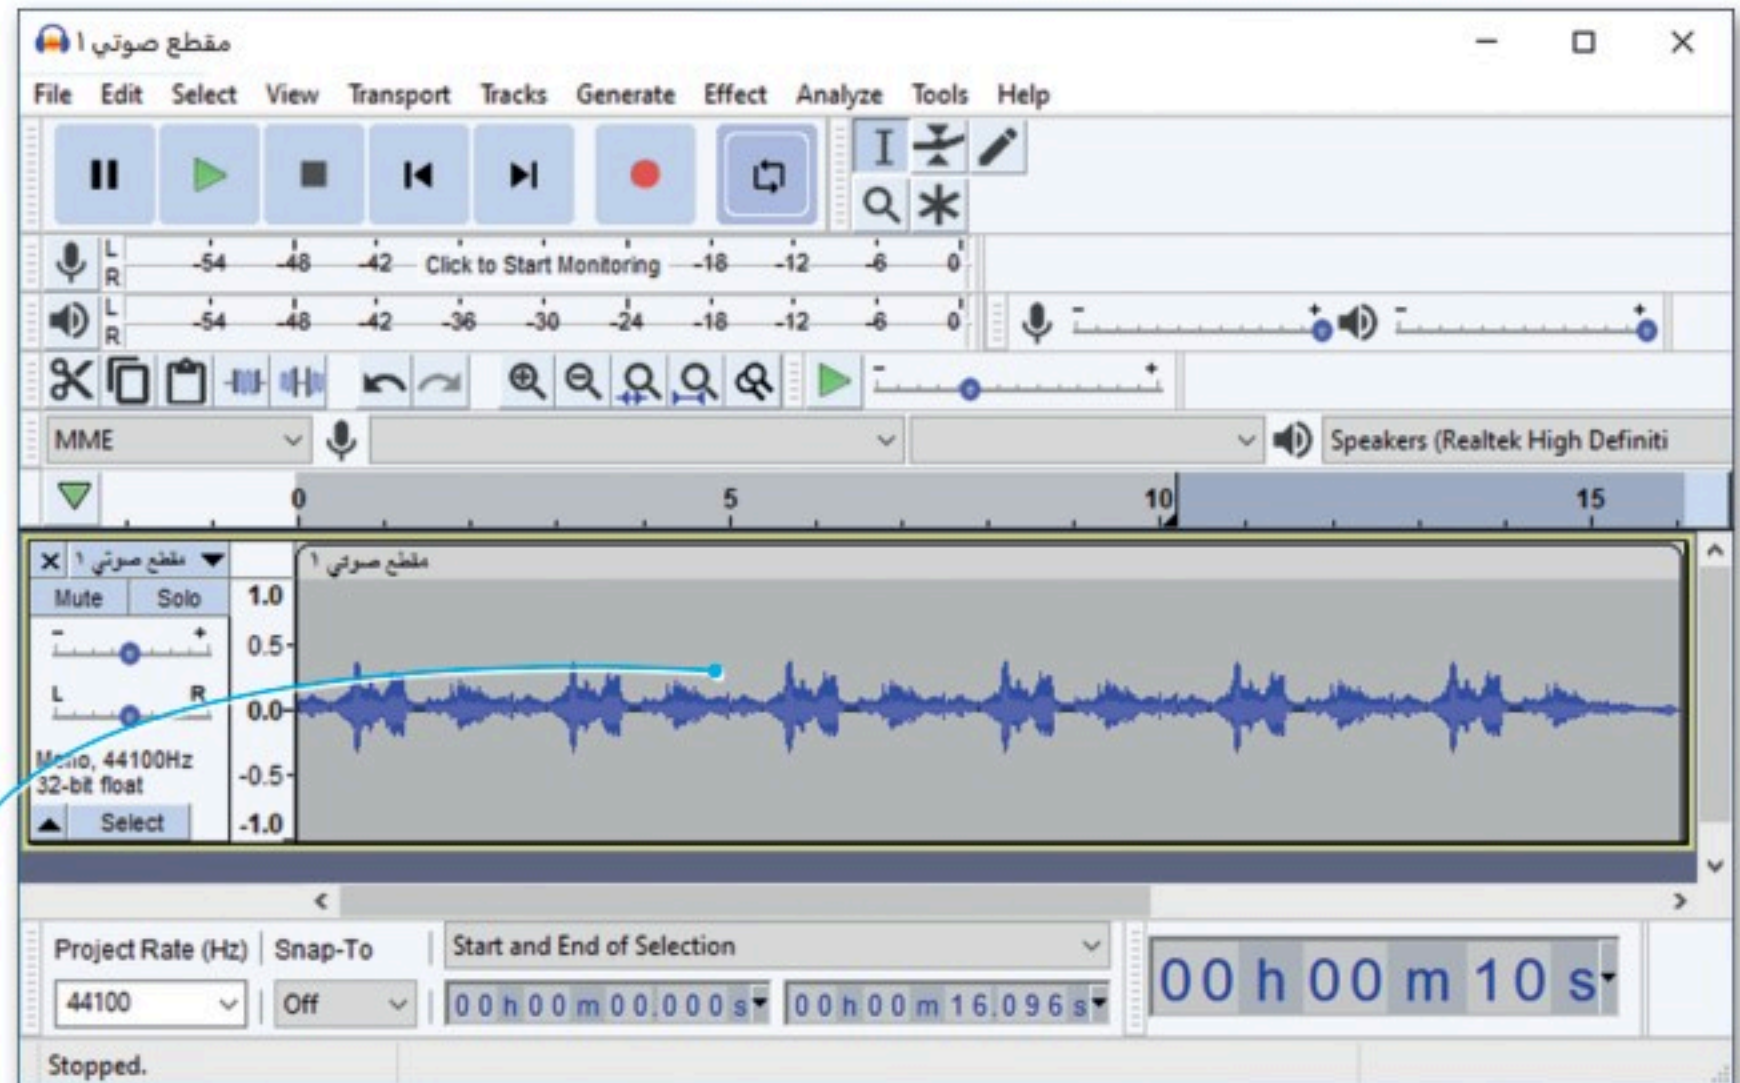 مقطع صوتي ١
File Edit Select View Transport Tracks Generate Effect Analyze Tools Help
L
R
-54 -48 -42 Click to Start Monitoring -18 -12 -6 0
L
R
-54 -48 -42 -36 -30 -24 -18 -12 -6 0
- + - +
- +
MME Speakers (Realtek High Definiti
0 5 10 15
مقطع صوتي ١
مقطع صوتي ١
Mute Solo
- +
L R
Mono, 44100Hz
32-bit float
Select
1.0
0.5
0.0
-0.5
-1.0
Project Rate (Hz) Snap-To Start and End of Selection
44100 Off 00 h 00 m 00.000 s 00 h 00 m 16.096 s
00 h 00 m 10 s
Stopped.